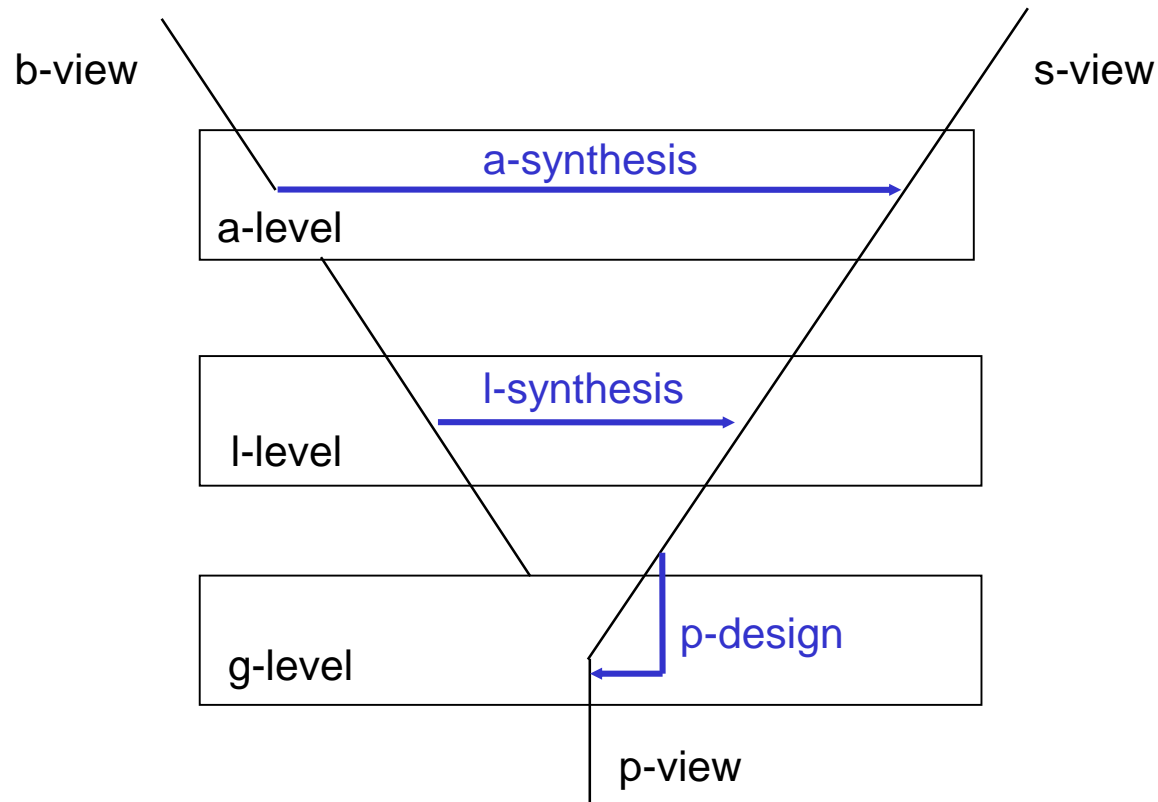 b-view
s-view
a-synthesis
a-level
l-synthesis
l-level
p-design
g-level
p-view